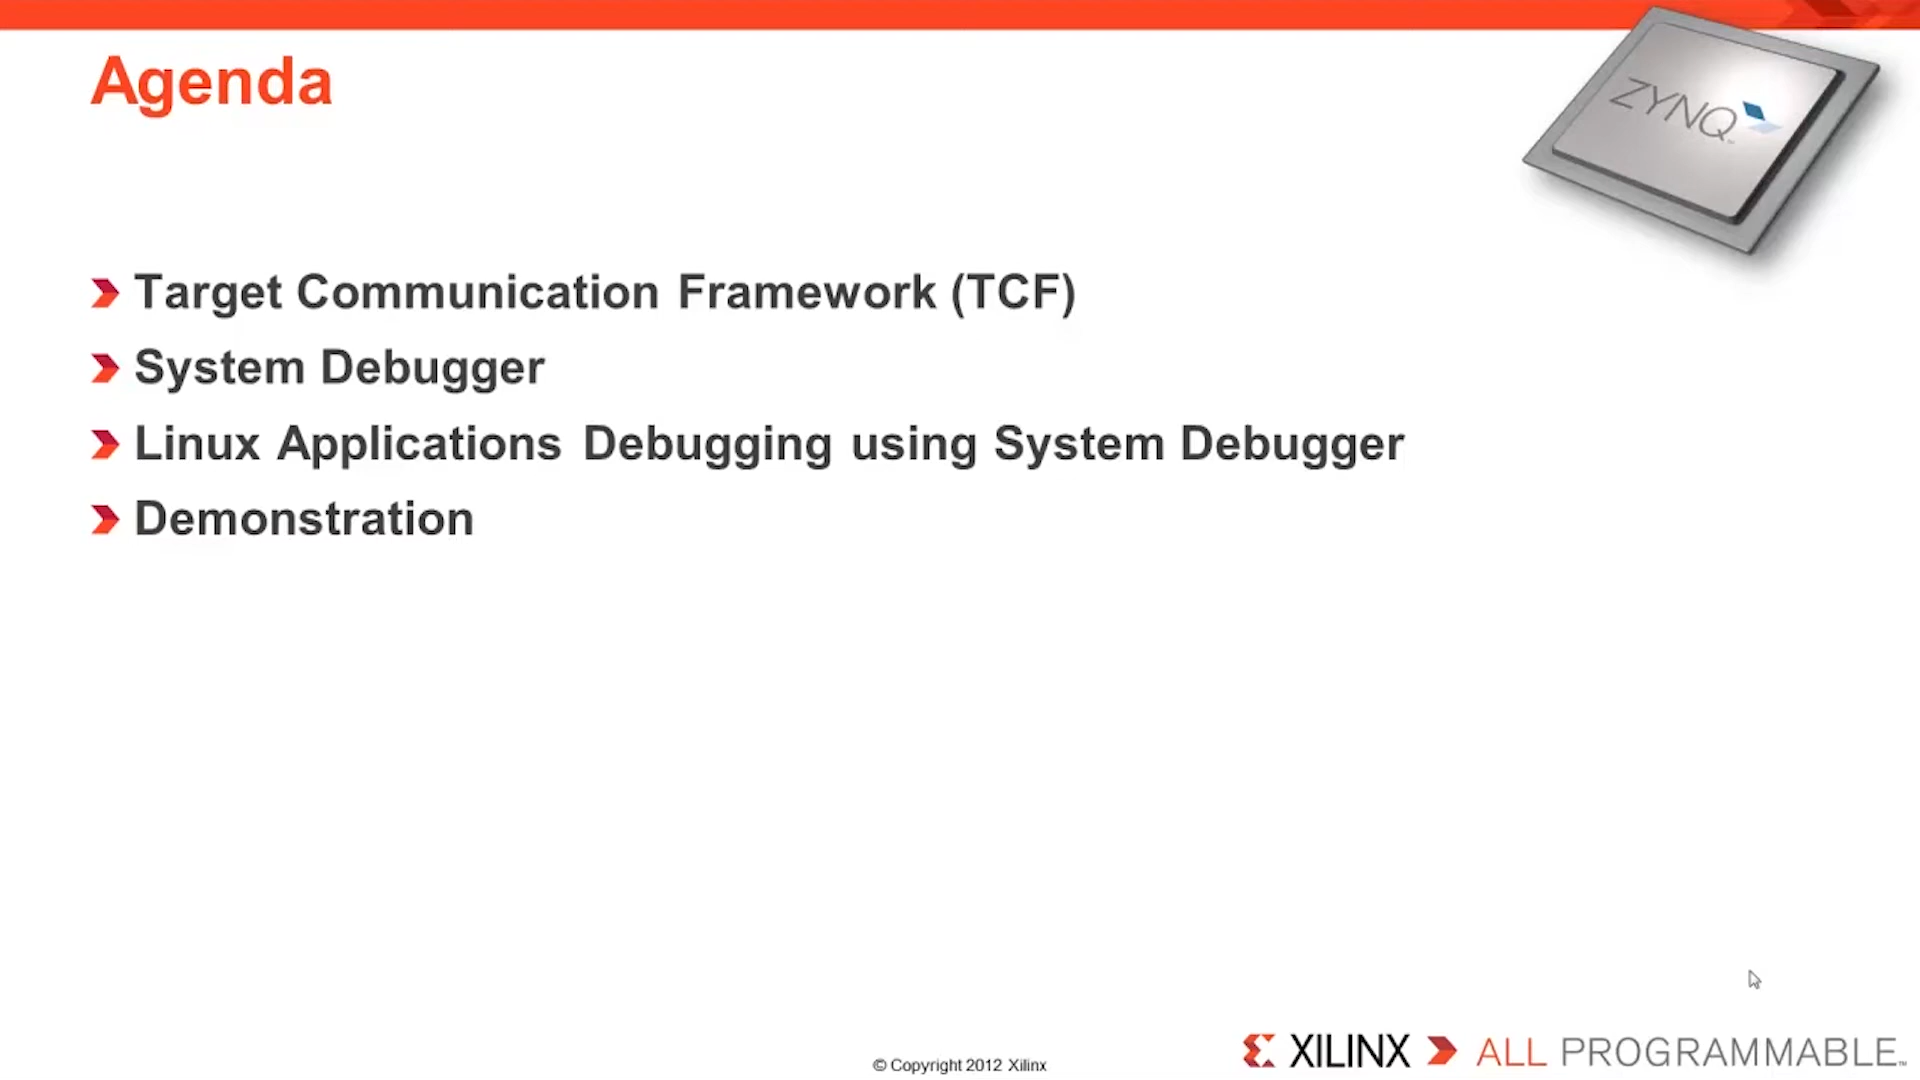 Agenda
ZYNQ
Target Communication Framework (TCF)
System Debugger
Linux Applications Debugging using System Debugger
Demonstration
© Copyright 2012 Xilinx
XILINX ALL PROGRAMMABLE™